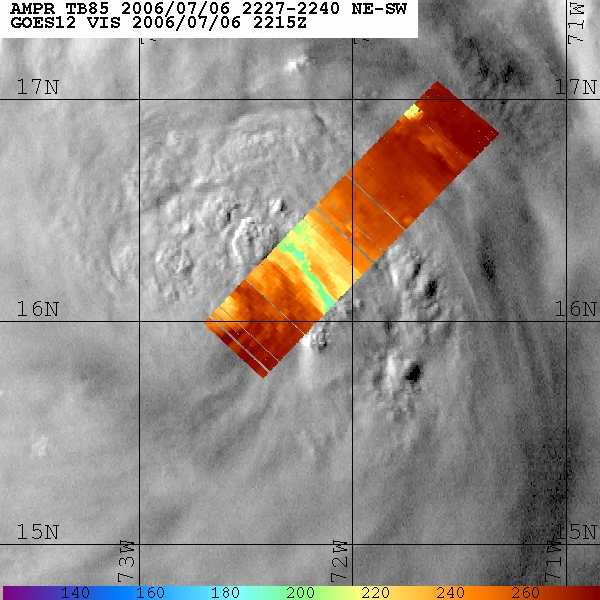 AMPR TB85 2006/07/06 2227-2240 NE-SW
GOES12 VIS 2006/07/06 2215Z
71W
17N 17N
16N 16N
15N 15N
73W 72W 71W
140 160 180 200 220 240 260